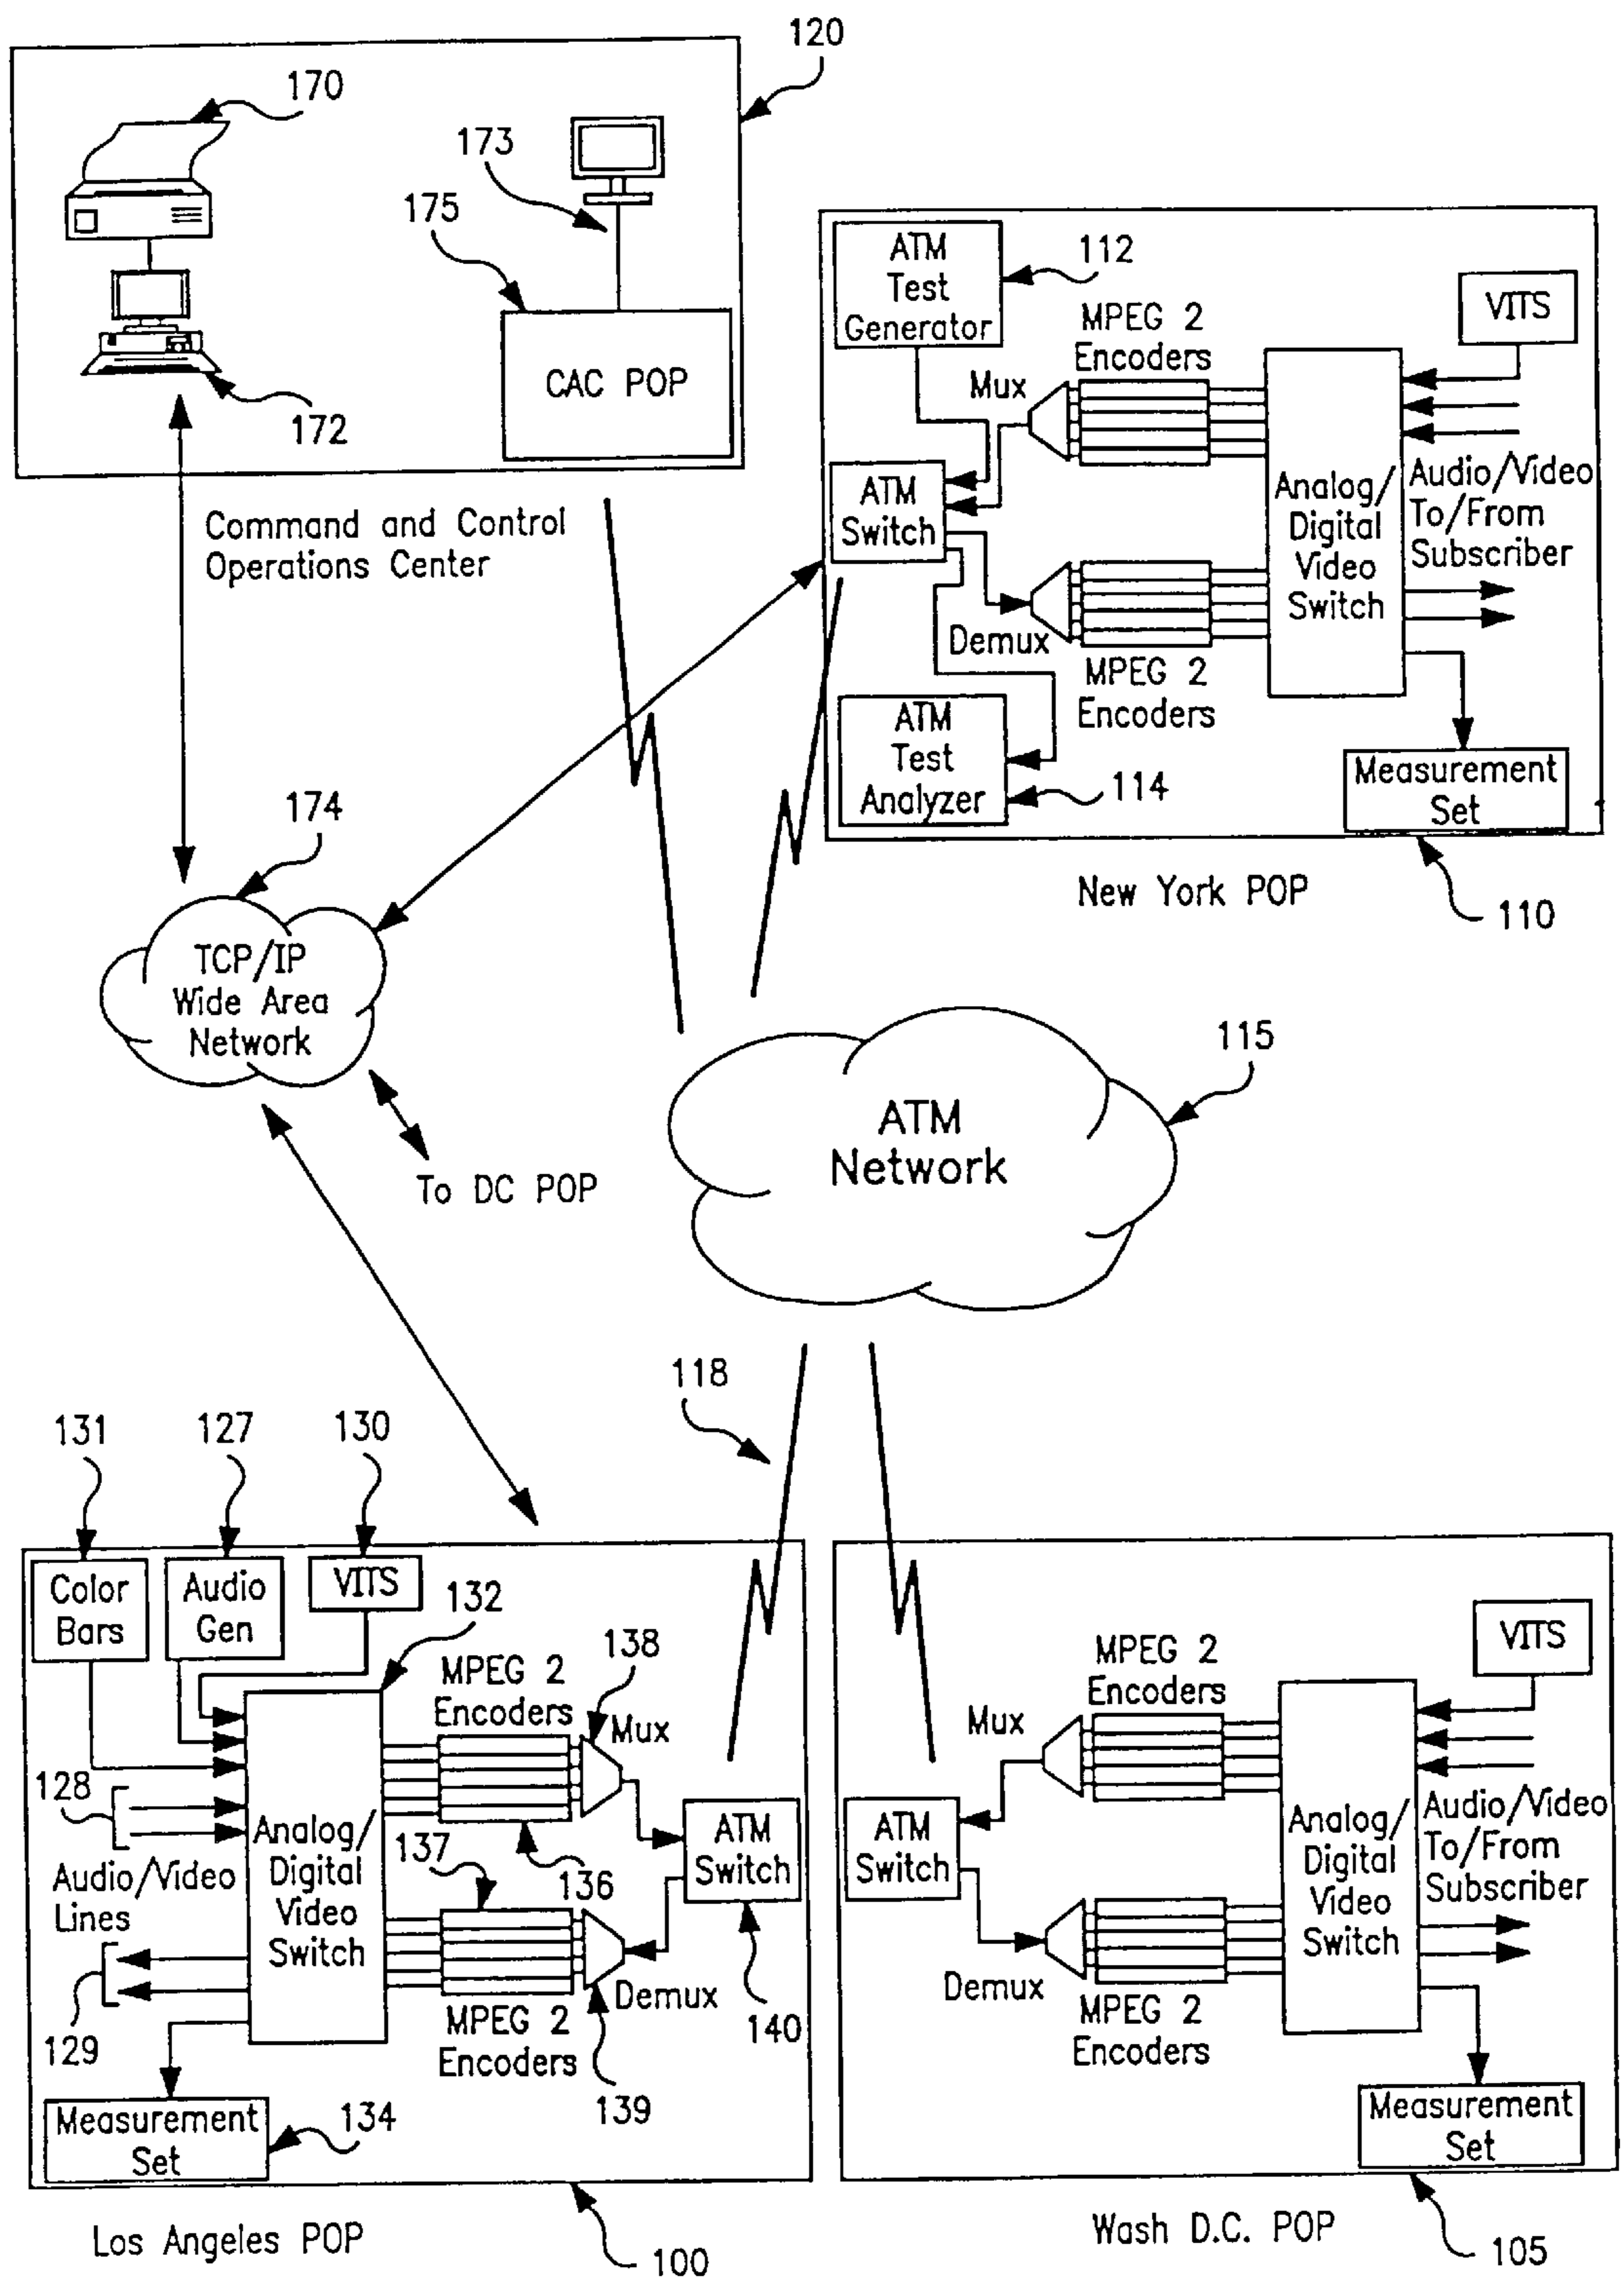 120
170
173
175
172
CAC POP
Command and Control
Operations Center
ATM
Test
Generator
112
MPEG 2
Encoders
VITS
Mux
ATM
Switch
Analog/
Digital
Video
Switch
Audio/Video
To/From
Subscriber
Demux
MPEG 2
Encoders
ATM
Test
Analyzer
114
Measurement
Set
New York POP
110
174
TCP/IP
Wide Area
Network
To DC POP
115
ATM
Network
118
131
127
130
Color
Bars
Audio
Gen
VITS
132
138
MPEG 2
Encoders
Mux
128
Analog/
Digital
Video
Switch
137
136
ATM
Switch
Audio/Video
Lines
129
Demux
140
MPEG 2
Encoders
139
Measurement
Set
134
Los Angeles POP
100
VITS
MPEG 2
Encoders
Mux
ATM
Switch
Analog/
Digital
Video
Switch
Audio/Video
To/From
Subscriber
Demux
MPEG 2
Encoders
Measurement
Set
Wash D.C. POP
105